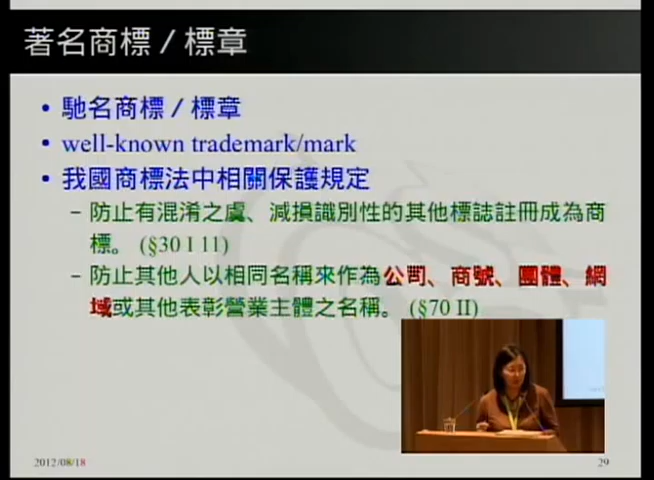 著名商標 / 標章
• 馳名商標 / 標章
• well-known trademark/mark
• 我國商標法中相關保護規定
– 防止有混淆之虞、減損識別性的其他標誌註冊成為商
標。 (§30 I 11)
– 防止其他人以相同名稱來作為公司、商號、團體、網
域或其他表彰營業主體之名稱。 (§70 II)
2012/08/18
29